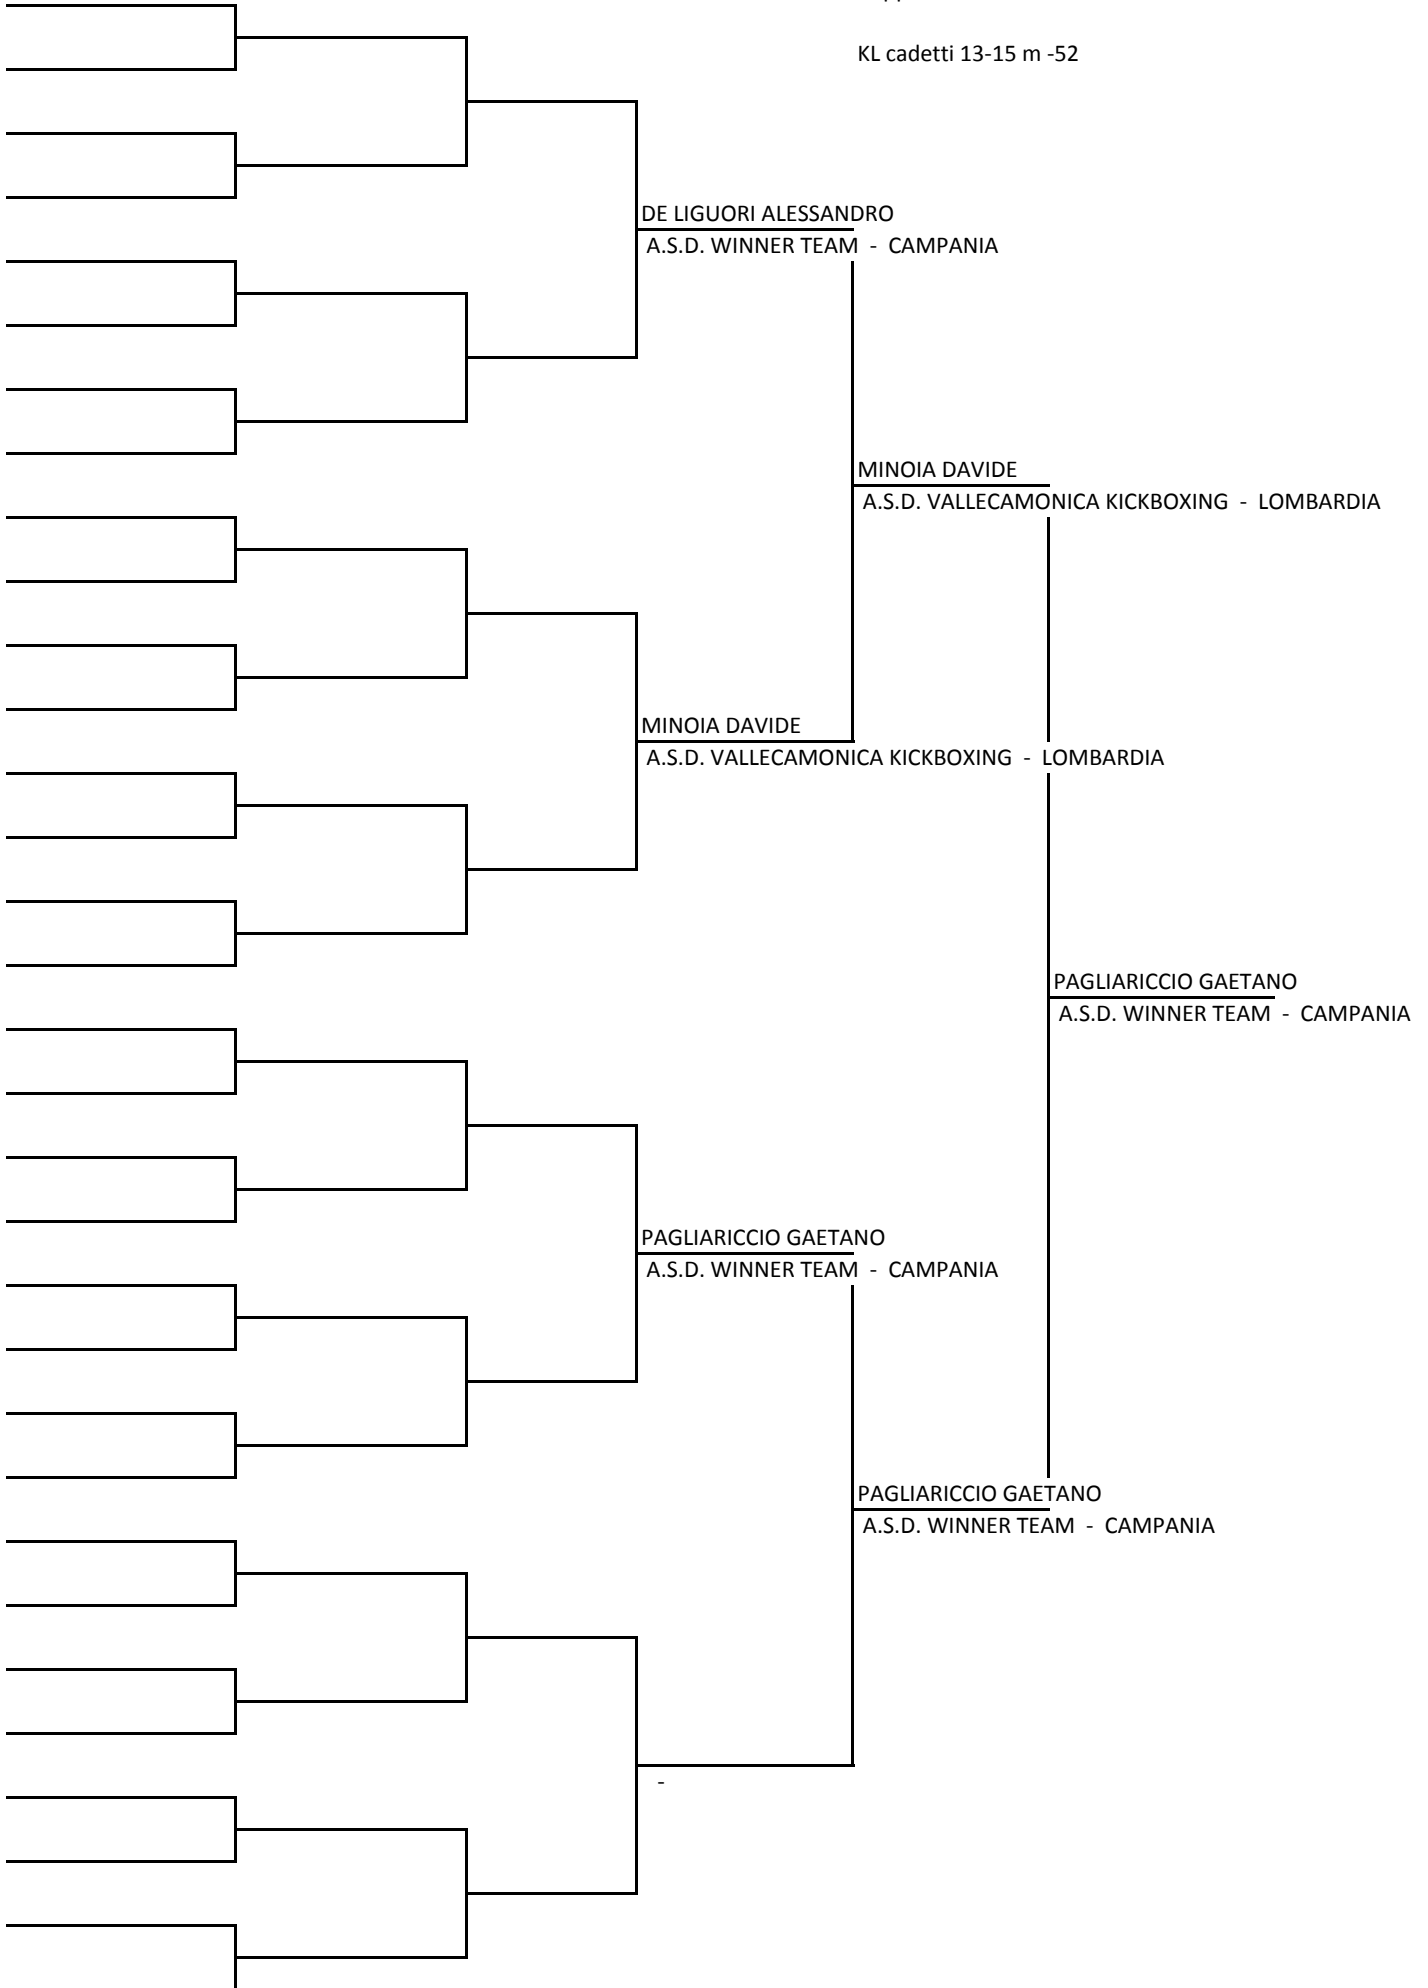 KL cadetti 13-15 m -52
DE LIGUORI ALESSANDRO
A.S.D. WINNER TEAM - CAMPANIA
MINOIA DAVIDE
A.S.D. VALLECAMONICA KICKBOXING - LOMBARDIA
MINOIA DAVIDE
A.S.D. VALLECAMONICA KICKBOXING - LOMBARDIA
PAGLIARICCIO GAETANO
A.S.D. WINNER TEAM - CAMPANIA
PAGLIARICCIO GAETANO
A.S.D. WINNER TEAM - CAMPANIA
PAGLIARICCIO GAETANO
A.S.D. WINNER TEAM - CAMPANIA
-